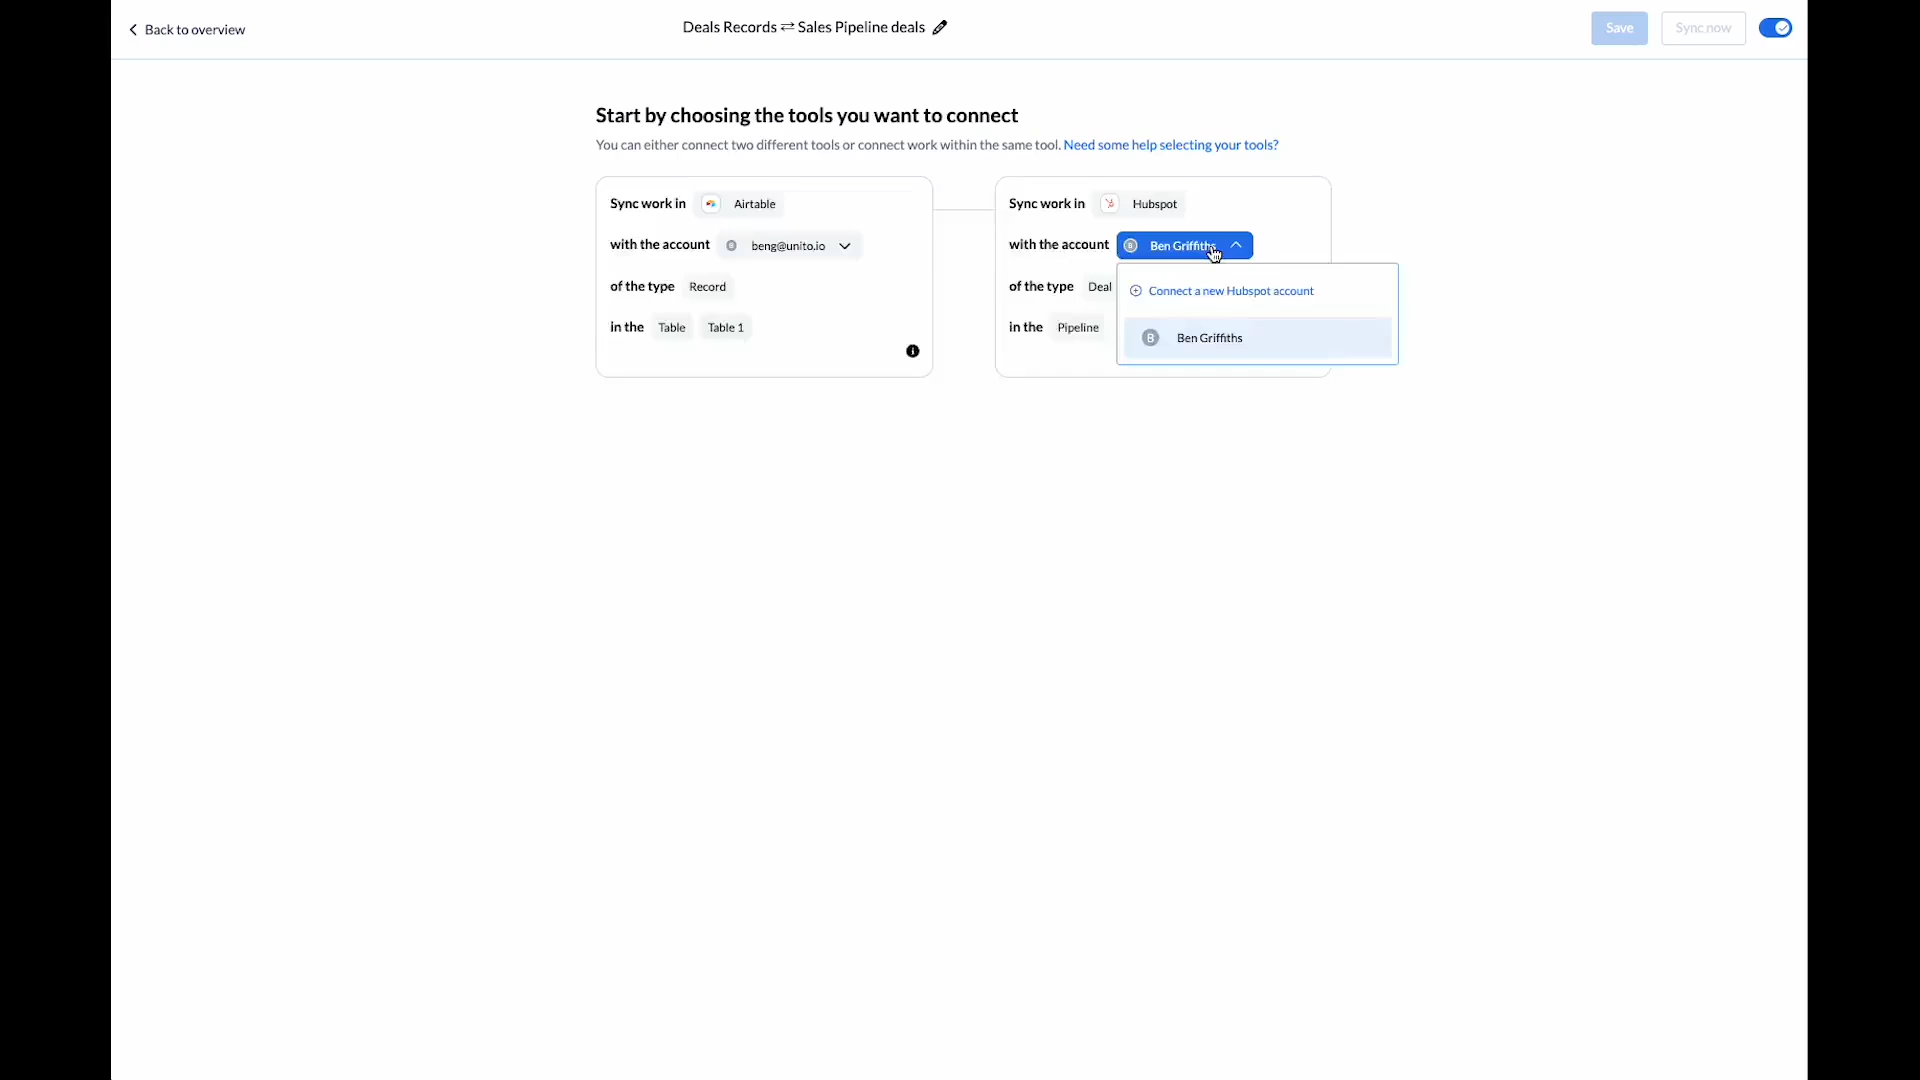 Back to overview
Deals Records ⇄ Sales Pipeline deals
Save
Sync now
Start by choosing the tools you want to connect
You can either connect two different tools or connect work within the same tool. Need some help selecting your tools?
Sync work in Airtable
with the account B beng@unito.io
of the type Record
in the Table Table 1
Sync work in Hubspot
with the account B Ben Griffiths
of the type Deal
in the Pipeline
Connect a new Hubspot account
B Ben Griffiths